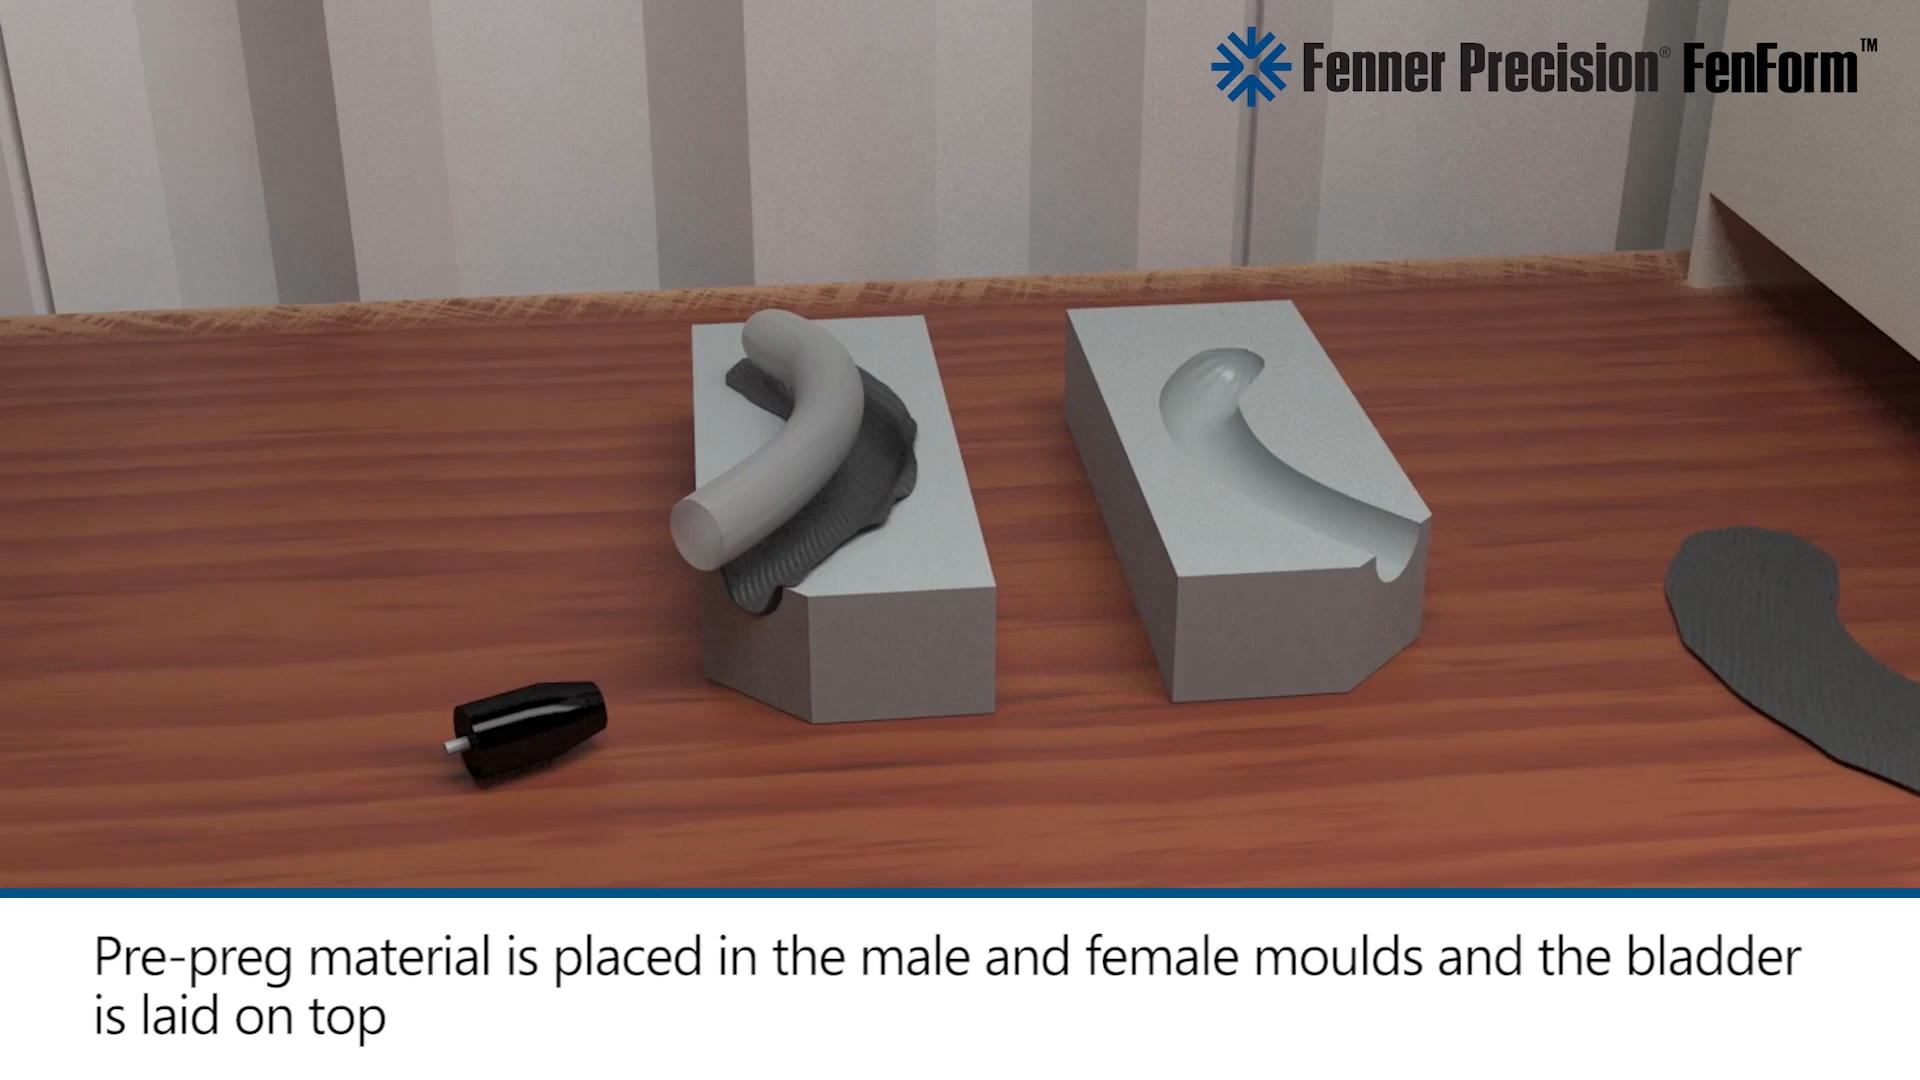 Fenner Precision® FenForm™
Pre-preg material is placed in the male and female moulds and the bladder
is laid on top